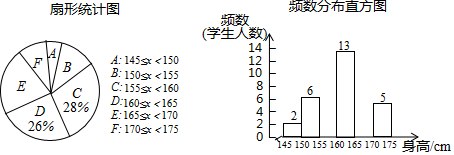 扇形统计图
A
B
C
28%
D
26%
E
F
A: 145≤x<150
B: 150≤x<155
C: 155≤x<160
D: 160≤x<165
E: 165≤x<170
F: 170≤x<175
频数分布直方图
频数
(学生人数)
14
12
10
8
6
4
2
0
2
6
13
5
145 150 155 160 165 170 175 身高/cm